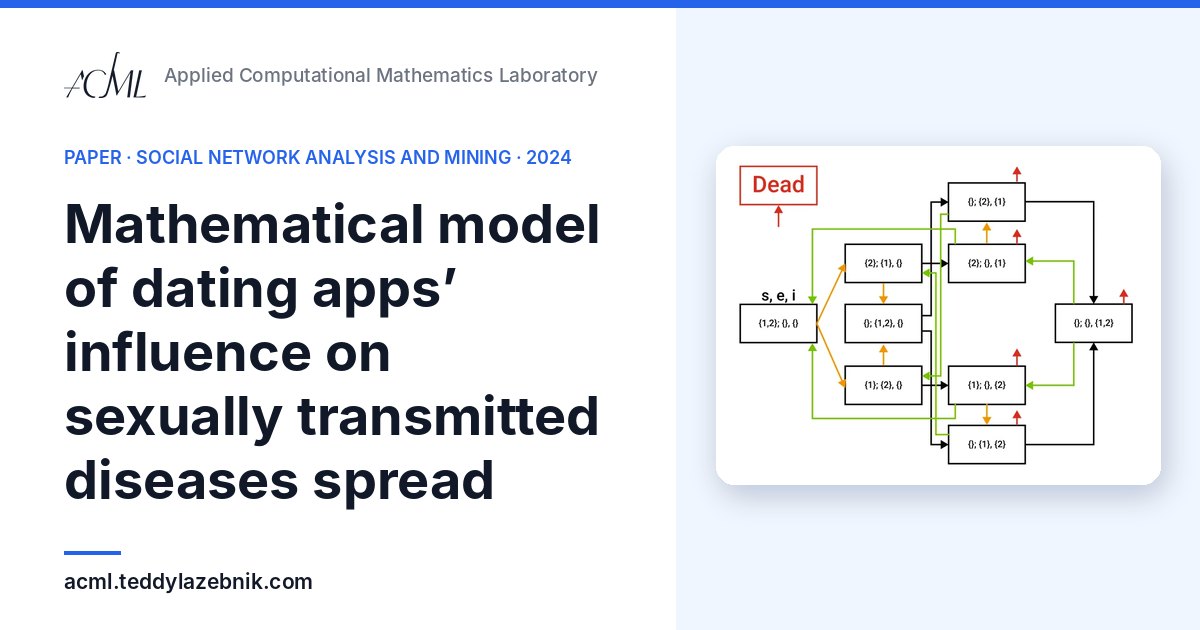 ACML
Applied Computational Mathematics Laboratory
PAPER · SOCIAL NETWORK ANALYSIS AND MINING · 2024
Mathematical model
of dating apps’
influence on
sexually transmitted
diseases spread
acml.teddylazebnik.com
Dead
{}; {2}, {1}
{2}; {1}, {}
{2}; {}, {1}
s, e, i
{1,2}; {}, {}
{}; {1,2}, {}
{}; {}, {1,2}
{1}; {2}, {}
{1}; {}, {2}
{}; {1}, {2}